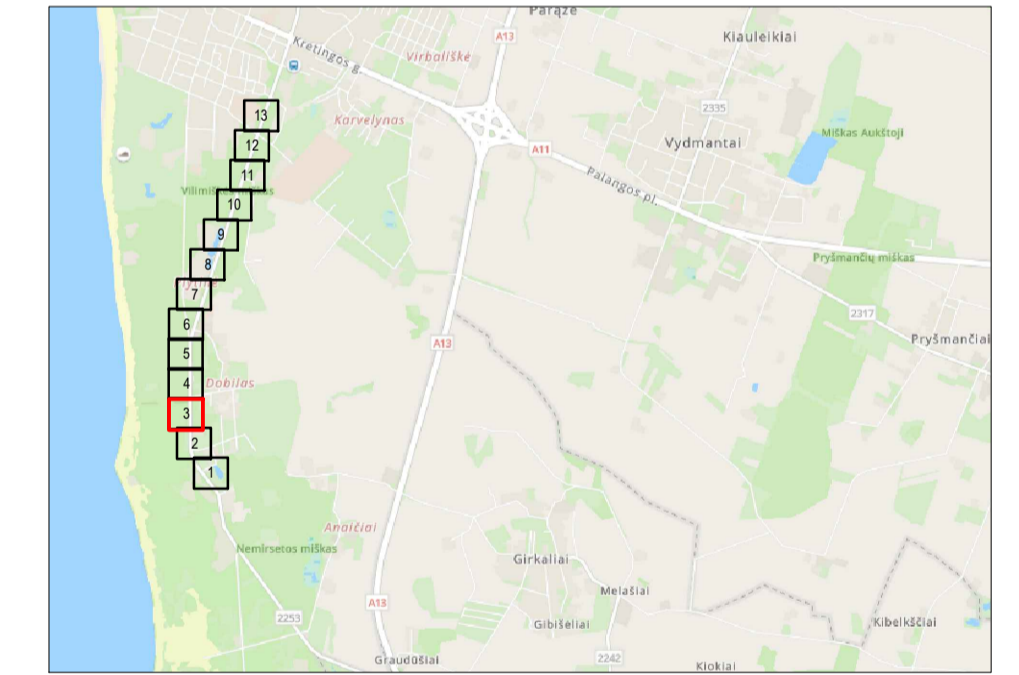 Parąžė
A13
Kiauleikiai
Kretingos g.
Virbališkė
2335
13
Karvelynas
Miškas Aukštoji
12
A11
Vydmantai
11
Palangos pl.
10
9
Pryšmančių miškas
8
7
2317
6
A13
Pryšmančiai
5
4
Dobilas
3
2
1
Anaičiai
Nemirsetos miškas
Girkaliai
Melašiai
A13
2253
Gibišeliai
Kibelkščiai
Graudūšiai
2242
Kiokiai